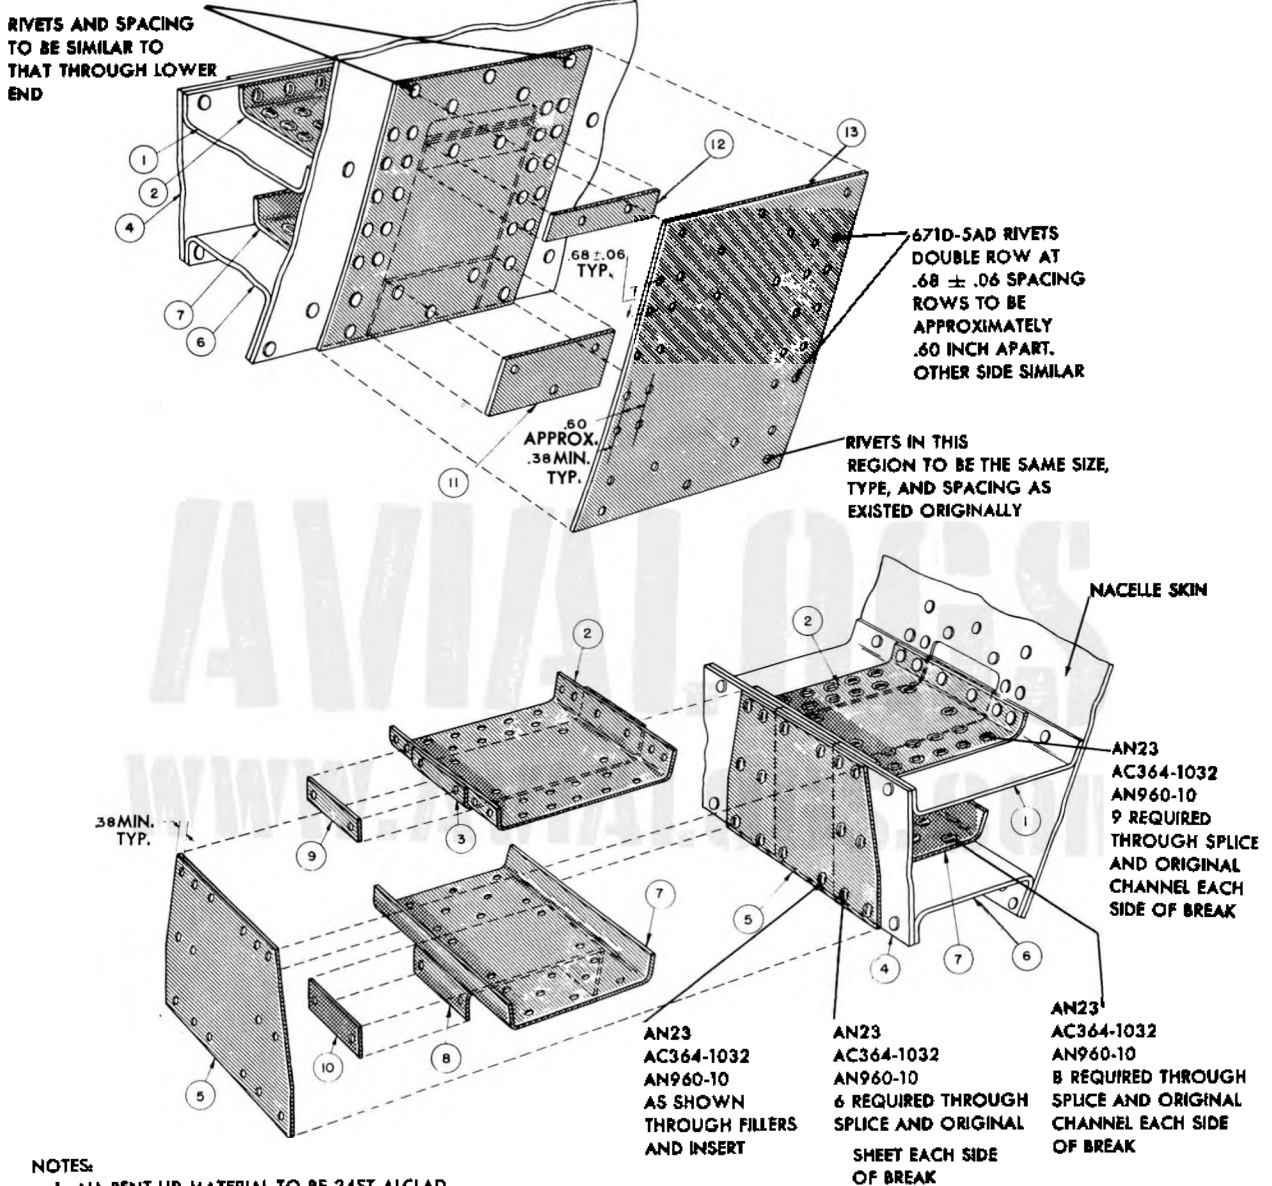 RIVETS AND SPACING
TO BE SIMILAR TO
THAT THROUGH LOWER
END
1
2
4
7
6
12
13
.68 ±.06
TYP.
671D-5AD RIVETS
DOUBLE ROW AT
.68 ± .06 SPACING
ROWS TO BE
APPROXIMATELY
.60 INCH APART.
OTHER SIDE SIMILAR
.60
APPROX.
.38 MIN.
TYP.
11
RIVETS IN THIS
REGION TO BE THE SAME SIZE,
TYPE, AND SPACING AS
EXISTED ORIGINALLY
AVIALOGS
WWW.AVIALOGS.COM
NACELLE SKIN
2
2
3
9
.38 MIN.
TYP.
7
5
10
8
5
4
7
6
1
AN23
AC364-1032
AN960-10
9 REQUIRED
THROUGH SPLICE
AND ORIGINAL
CHANNEL EACH
SIDE OF BREAK
AN23
AC364-1032
AN960-10
AS SHOWN
THROUGH FILLERS
AND INSERT
AN23
AC364-1032
AN960-10
6 REQUIRED THROUGH
SPLICE AND ORIGINAL
SHEET EACH SIDE
OF BREAK
AN23
AC364-1032
AN960-10
8 REQUIRED THROUGH
SPLICE AND ORIGINAL
CHANNEL EACH SIDE
OF BREAK
NOTES: